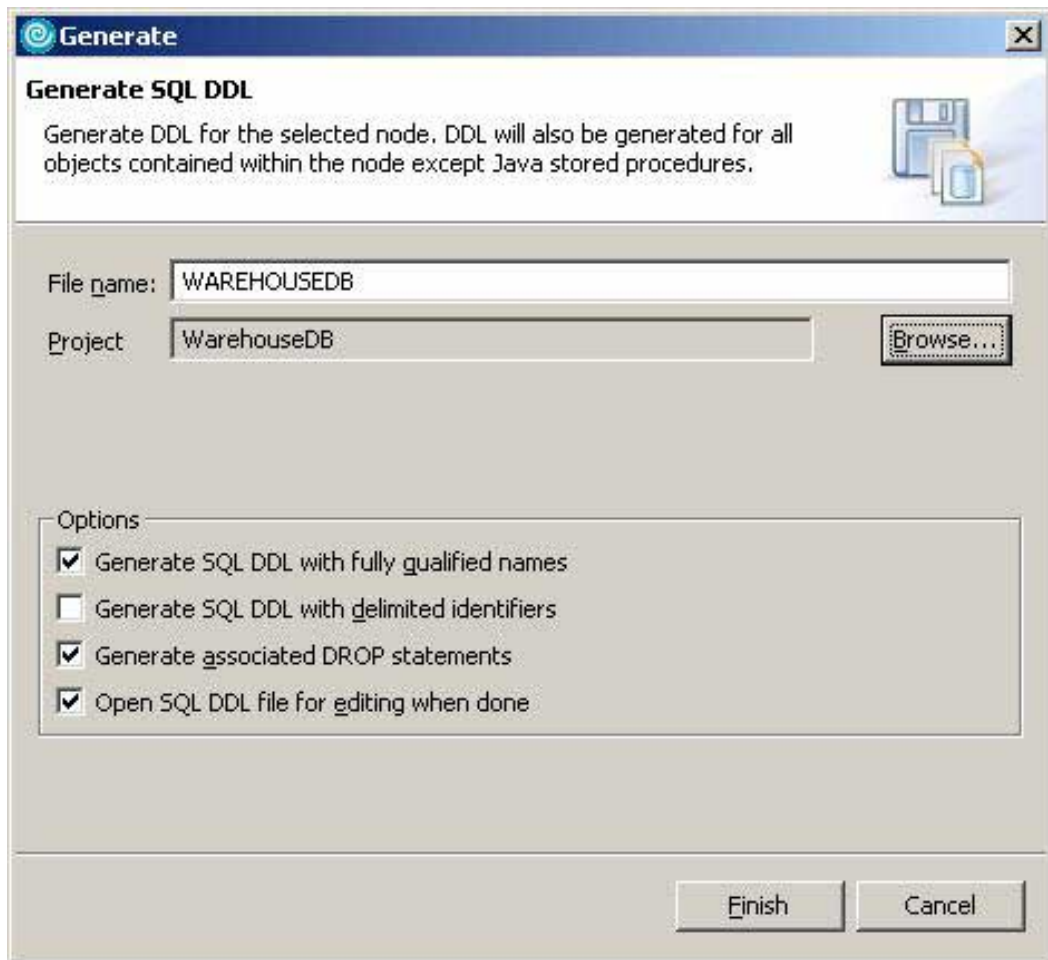 Generate
Generate SQL DDL
Generate DDL for the selected node. DDL will also be generated for all
objects contained within the node except Java stored procedures.
File name: WAREHOUSEDB
Project WarehouseDB Browse...
Options
Generate SQL DDL with fully qualified names
Generate SQL DDL with delimited identifiers
Generate associated DROP statements
Open SQL DDL file for editing when done
Finish Cancel